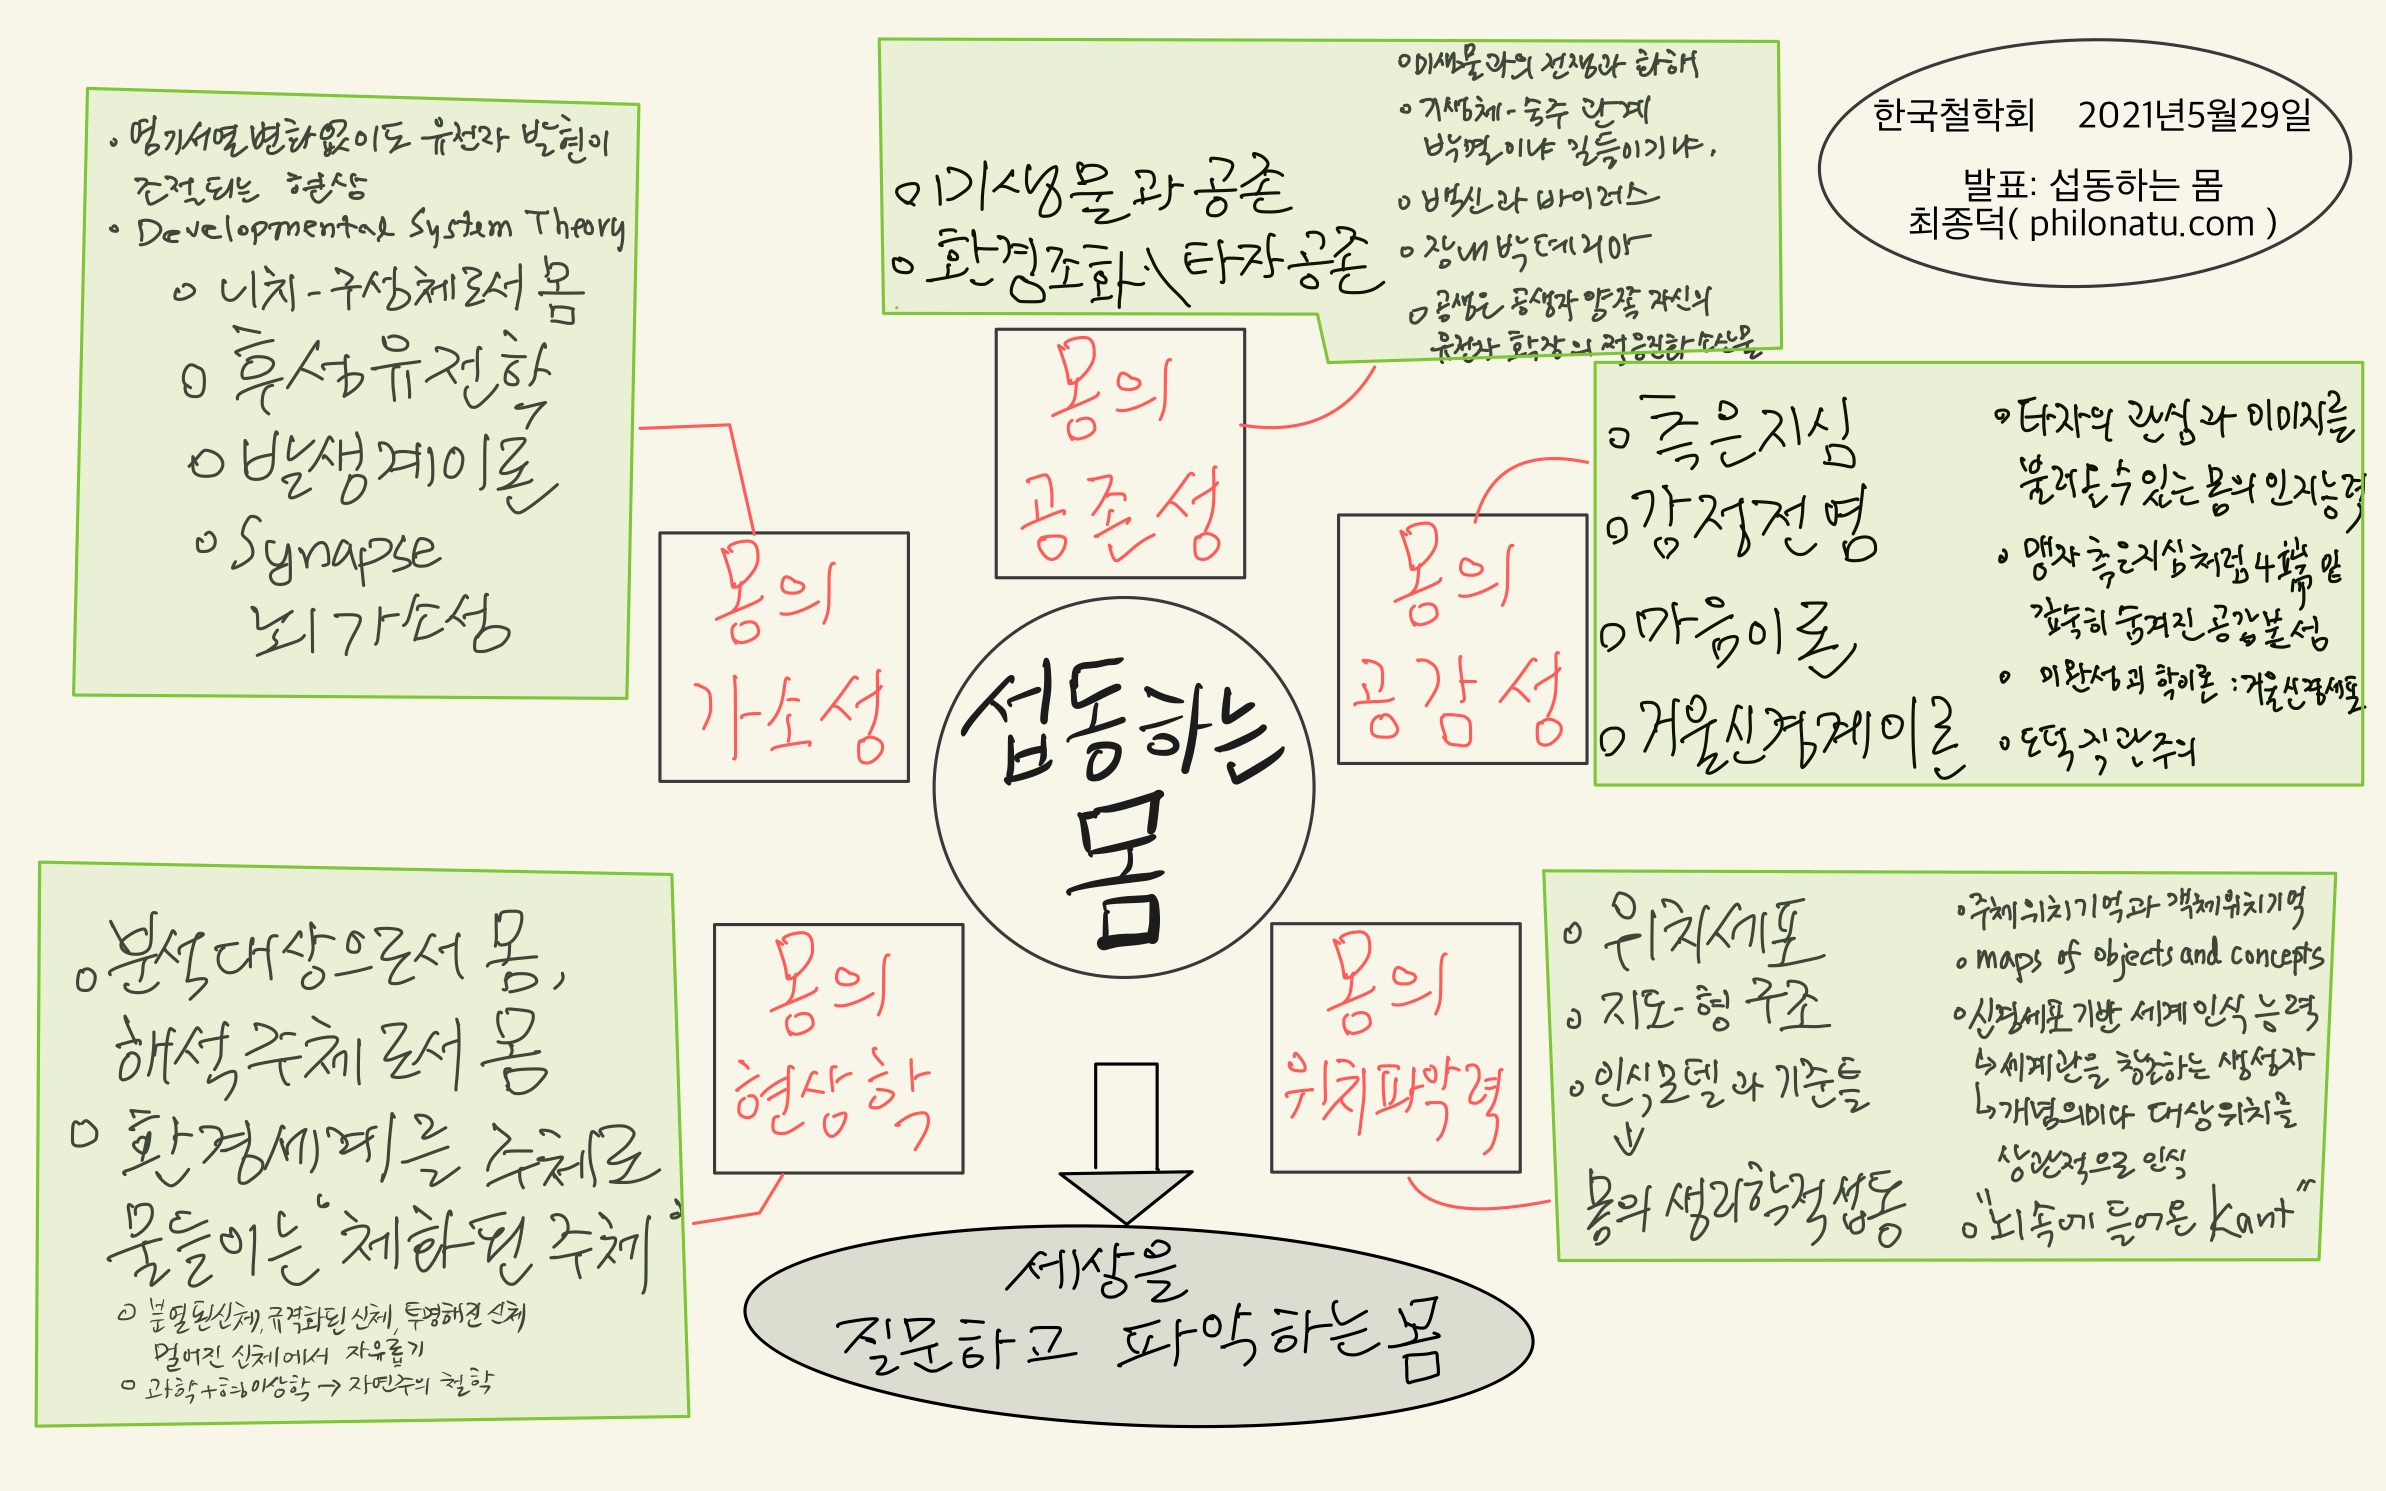 한국철학회 2021년5월29일
발표: 섭동하는 몸
최종덕( philonatu.com )
섭동하는
몸
몸의
가소성
염기서열변화없이도 유전자 발현이
조절되는 현상
Developmental System Theory
니치-구성체로서 몸
후성유전학
발생계이론
Synapse
뇌가소성
몸의
공존성
미생물과 공존
환경조화\타자공존
미생물과의 전쟁과 화해
기생체-숙주 관계
박멸이냐 길들이기냐.
백신과 바이러스
장내박테리아
공생은 공생자 양쪽 자신의
유전자 확장의 적응진화 소산물
몸의
공감성
측은지심
감정전염
마음이론
거울신경계이론
타자의 관심과 이미지를
불러올수있는 몸의 인지능력
맹자 측은지심처럼 4 밑
깊숙히 숨겨진 공감본성
미완성 과학이론 : 거울신경세포
도덕직관주의
몸의
현상학
분석대상으로서 몸,
해석주체로서 몸
환경세계를 주체로
물들이는 '체화된 주체'
분열된신체, 규격화된 신체, 투명해진 신체
멀어진 신체에서 자유롭기
과학+형이상학→자연주의 철학
몸의
위치파악력
위치세포
지도-형 구조
인식모델과 기준틀
↓
몸의 생리학적섭동
주체위치기억과 객체위치기억
maps of objects and concepts
신경세포기반 세계인식 능력
↳세계관을 창조하는 생성자
↳개념의미다 대상위치를
상관적으로 인식
"뇌속에 들어온 Kant"
세상을
질문하고 파악하는 몸